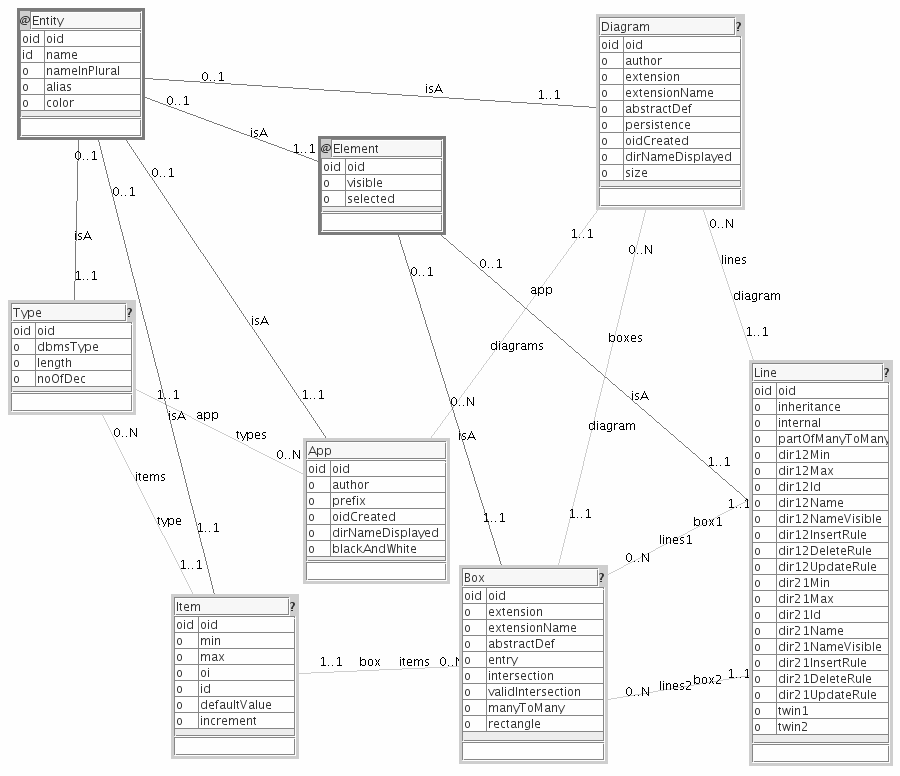 @ Entity
oid oid
id name
o nameInPlural
o alias
o color
Diagram ?
oid oid
o author
o extension
o extensionName
o abstractDef
o persistence
o oidCreated
o dirNameDisplayed
o size
0..1
isA
1..1
0..1
isA
1..1
@ Element
oid oid
o visible
o selected
0..1
0..1
0..1
isA
1..1
isA
1..1
0..1
0..1
1..1
0..N
0..N
app
lines
diagram
boxes
diagrams
1..1
Type ?
oid oid
o dbmsType
o length
o noOfDec
1..1
isA
app
types
0..N
0..N
items
type
1..1
1..1
0..N
isA
isA
1..1
diagram
1..1
1..1
App
oid oid
o author
o prefix
o oidCreated
o dirNameDisplayed
o blackAndWhite
Line ?
oid oid
o inheritance
o internal
o partOfManyToMany
o dir12Min
o dir12Max
o dir12Id
o dir12Name
o dir12NameVisible
o dir12InsertRule
o dir12DeleteRule
o dir12UpdateRule
o dir21Min
o dir21Max
o dir21Id
o dir21Name
o dir21NameVisible
o dir21InsertRule
o dir21DeleteRule
o dir21UpdateRule
o twin1
o twin2
1..1
box1
lines1
0..N
Box ?
oid oid
o extension
o extensionName
o abstractDef
o entry
o intersection
o validIntersection
o manyToMany
o rectangle
Item ?
oid oid
o min
o max
o oi
o id
o defaultValue
o increment
1..1 box items 0..N
0..N lines2 box2 1..1